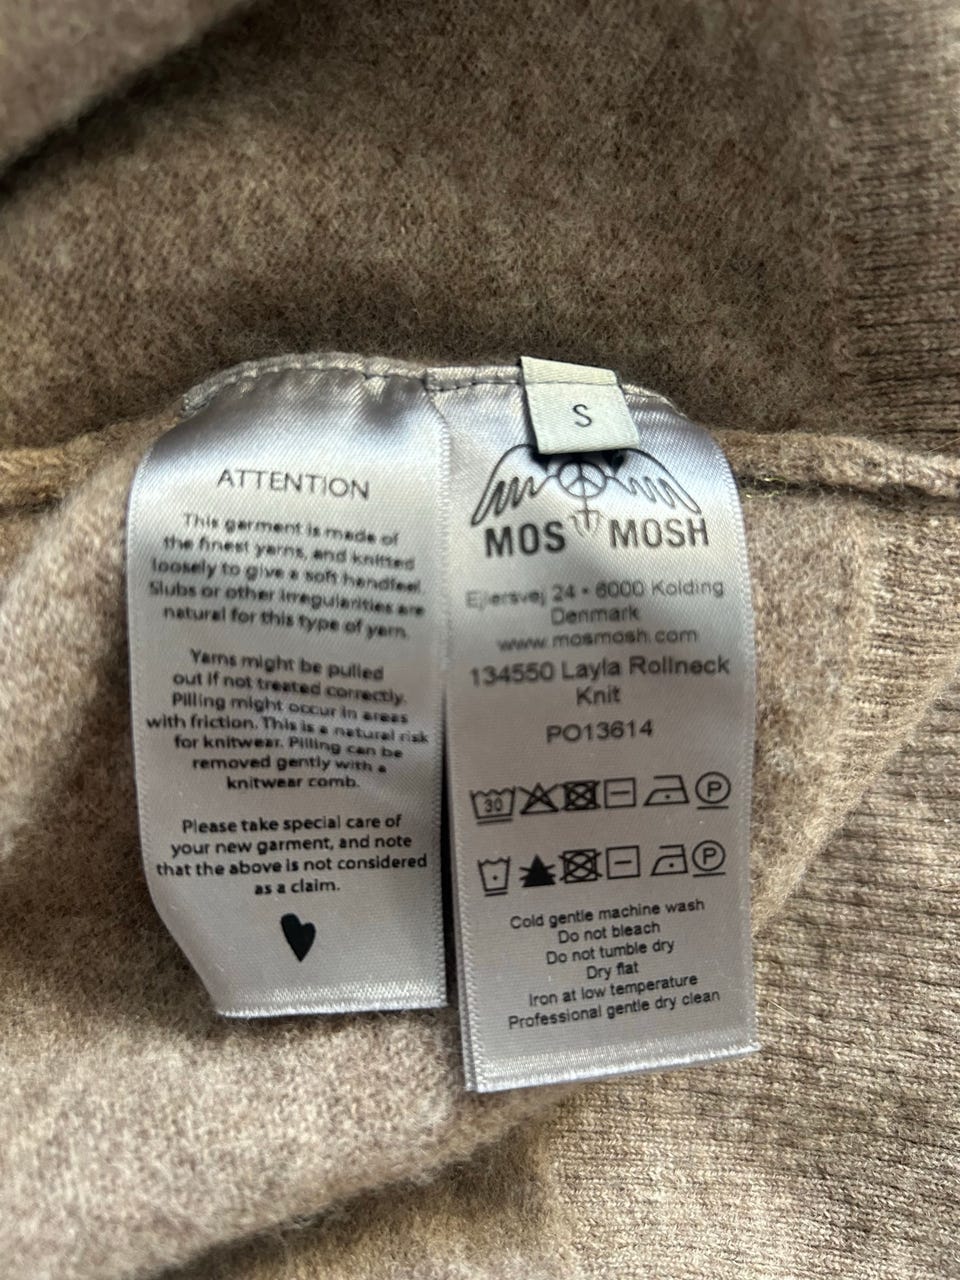 ATTENTION
This garment is made of
the finest yarns, and knitted
loosely to give a soft handfeel.
Slubs or other irregularities are
natural for this type of yarn.
Yarns might be pulled
out if not treated correctly.
Pilling might occur in areas
with friction. This is a natural risk
for knitwear. Pilling can be
removed gently with a
knitwear comb.
Please take special care of
your new garment, and note
that the above is not considered
as a claim.
S
MOS MOSH
Ejlersvej 24 • 6000 Kolding
Denmark
www.mosmosh.com
134550 Layla Rollneck
Knit
PO13614
30 P
P
Cold gentle machine wash
Do not bleach
Do not tumble dry
Dry flat
Iron at low temperature
Professional gentle dry clean